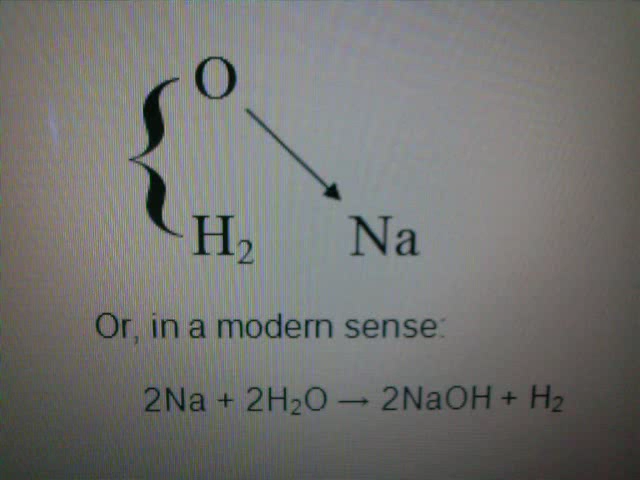 O
H₂ Na
Or, in a modern sense:
2Na + 2H₂O → 2NaOH + H₂